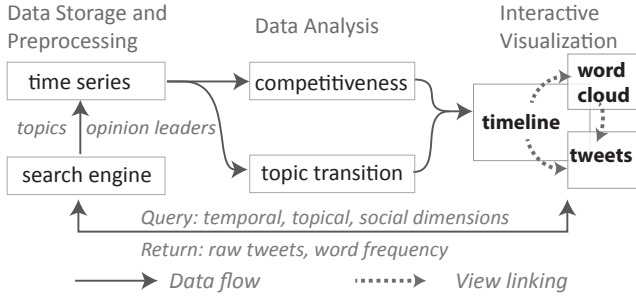 Data Storage and
Preprocessing
Data Analysis
Interactive
Visualization
time series
competitiveness
word
cloud
timeline
topics
opinion leaders
tweets
search engine
topic transition
Query: temporal, topical, social dimensions
Return: raw tweets, word frequency
Data flow
View linking